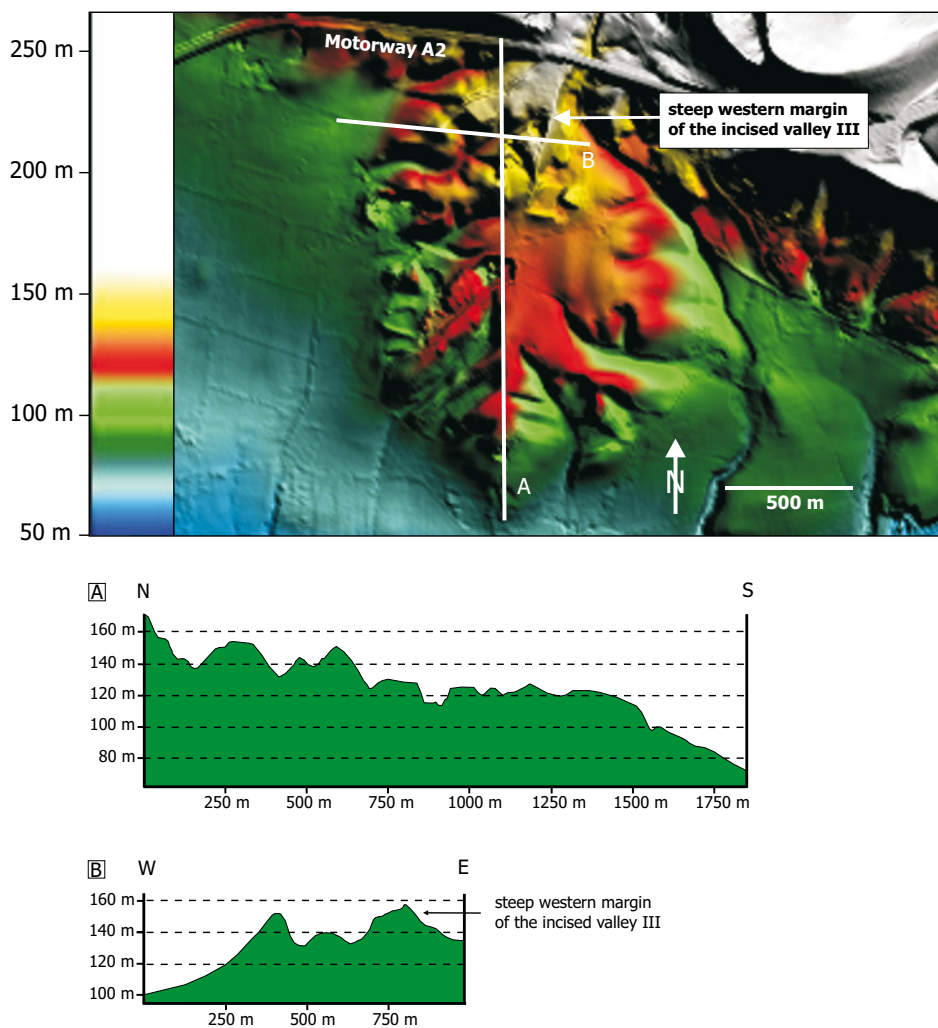 250 m
200 m
150 m
100 m
50 m
Motorway A2
steep western margin
of the incised valley III
B
A
N
500 m
A N S
160 m
140 m
120 m
100 m
80 m
250 m 500 m 750 m 1000 m 1250 m 1500 m 1750 m
B W E
160 m
140 m
120 m
100 m
steep western margin
of the incised valley III
250 m 500 m 750 m